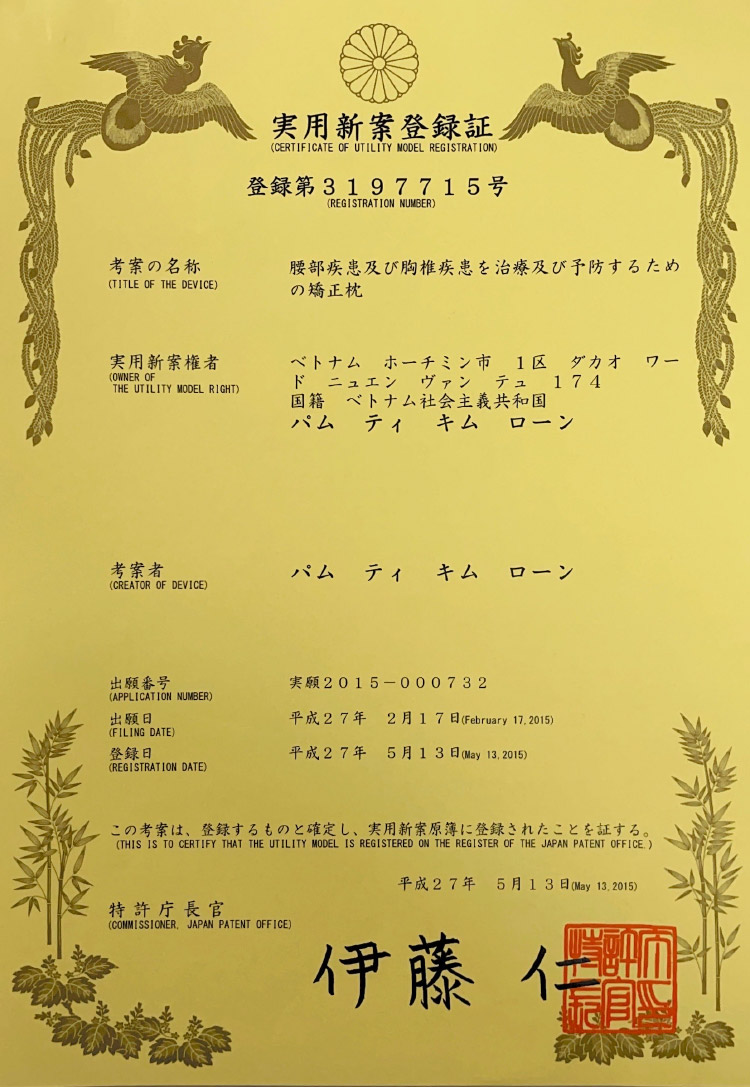 実用新案登録証
(CERTIFICATE OF UTILITY MODEL REGISTRATION)
登録第３１９７７１５号
(REGISTRATION NUMBER)
考案の名称
(TITLE OF THE DEVICE)
腰部疾患及び胸椎疾患を治療及び予防するため
の矯正枕
実用新案権者
(OWNER OF
THE UTILITY MODEL RIGHT)
ベトナム　ホーチミン市　１区　ダカオ　ワー
ド　ニュエン　ヴァン　テュ　１７４
国籍　ベトナム社会主義共和国
パム　ティ　キム　ローン
考案者
(CREATOR OF DEVICE)
パム　ティ　キム　ローン
出願番号
(APPLICATION NUMBER)
実願２０１５－０００７３２
出願日
(FILING DATE)
平成２７年　２月１７日(February 17, 2015)
登録日
(REGISTRATION DATE)
平成２７年　５月１３日(May 13, 2015)
この考案は、登録するものと確定し、実用新案原簿に登録されたことを証する。
(THIS IS TO CERTIFY THAT THE UTILITY MODEL IS REGISTERED ON THE REGISTER OF THE JAPAN PATENT OFFICE.)
平成２７年　５月１３日(May 13, 2015)
特許庁長官
(COMMISSIONER, JAPAN PATENT OFFICE)
伊藤　仁